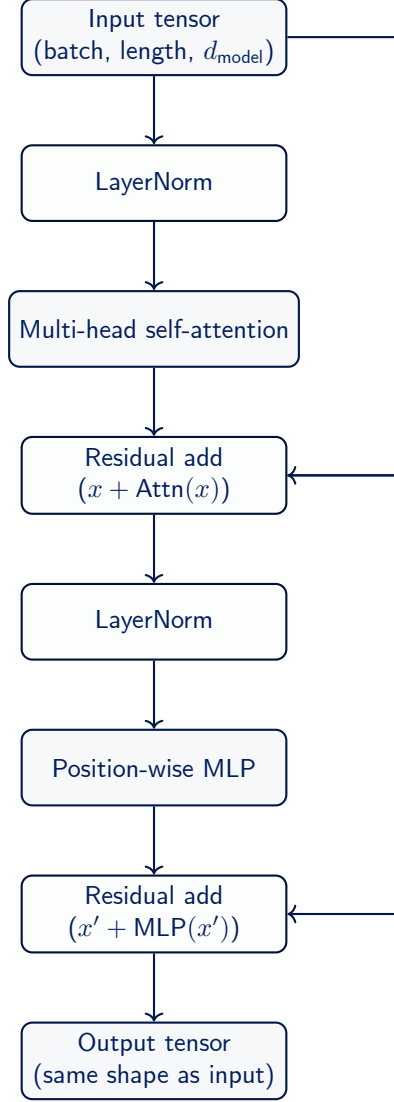 Input tensor
(batch, length, d_model)
LayerNorm
Multi-head self-attention
Residual add
(x + Attn(x))
LayerNorm
Position-wise MLP
Residual add
(x′ + MLP(x′))
Output tensor
(same shape as input)